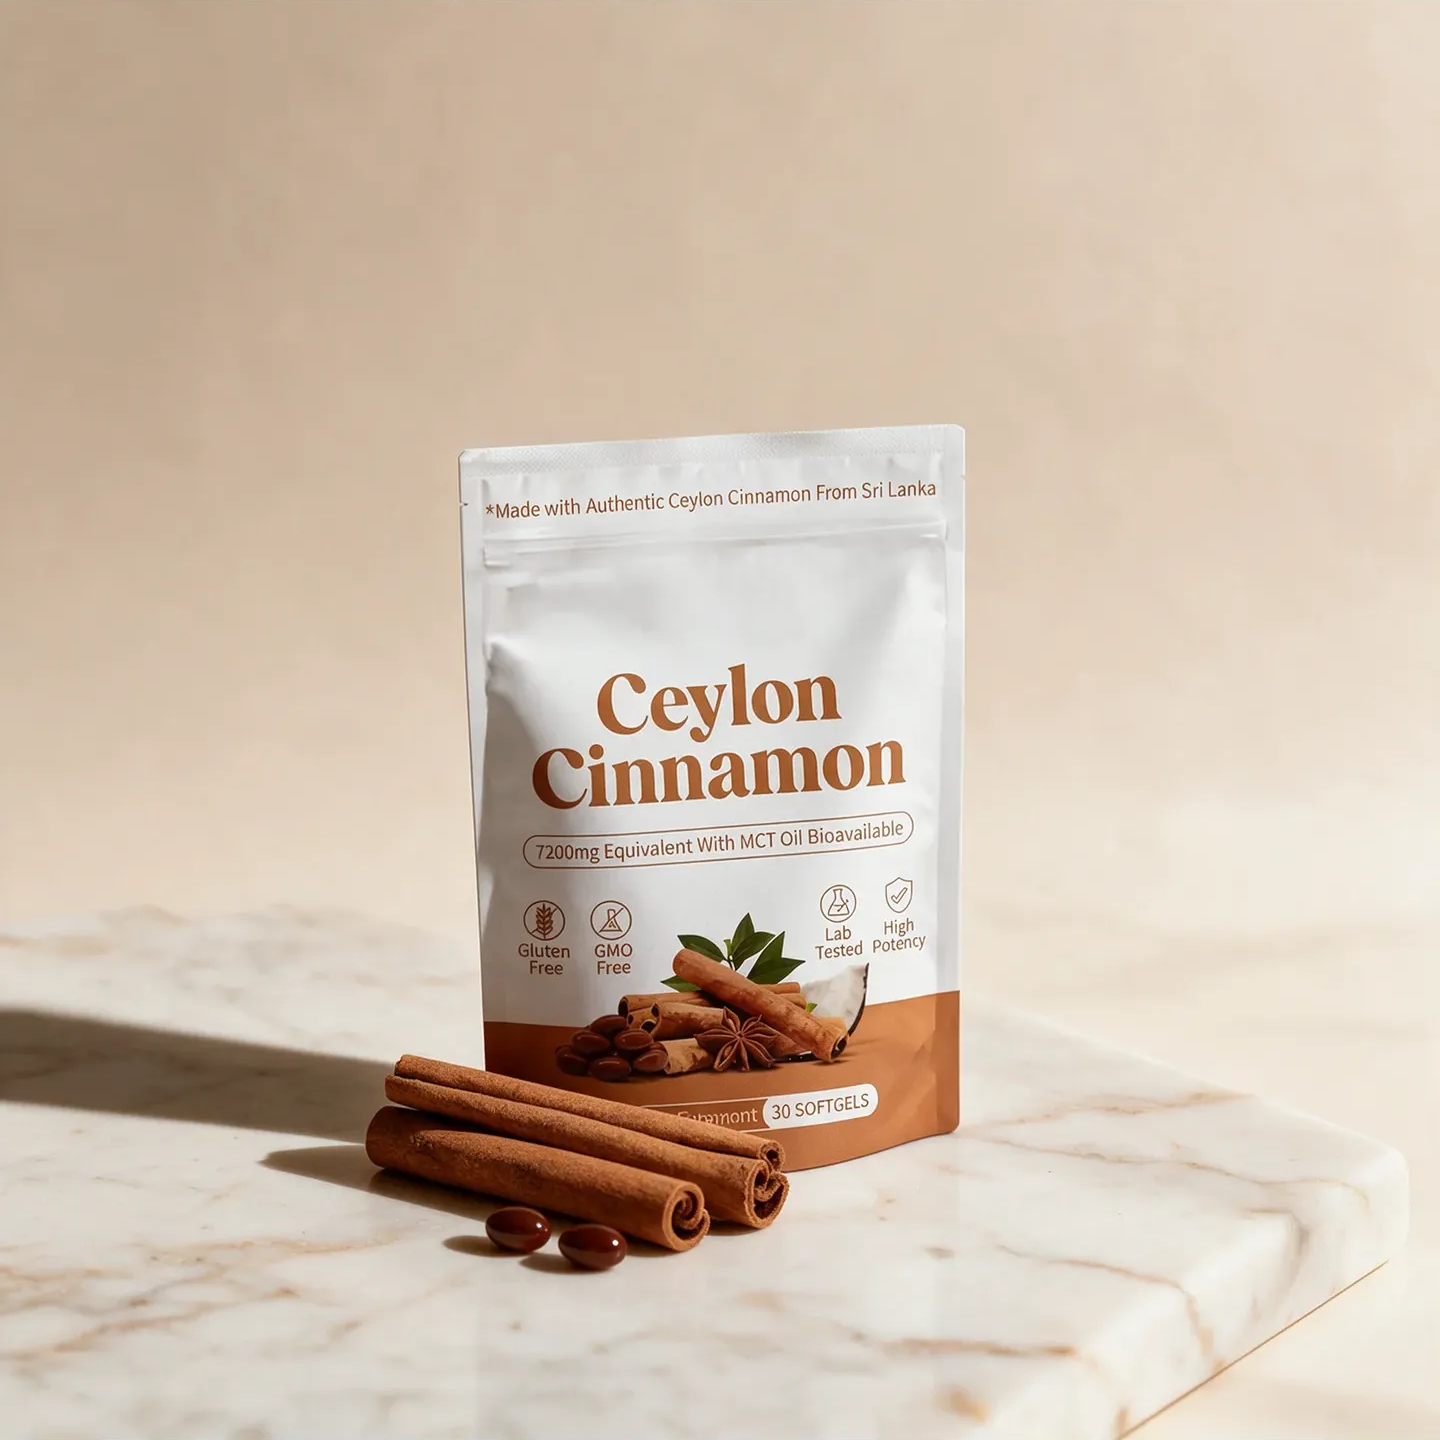 *Made with Authentic Ceylon Cinnamon From Sri Lanka
Ceylon
Cinnamon
7200mg Equivalent With MCT Oil Bioavailable
Gluten
Free
GMO
Free
Lab
Tested
High
Potency
30 SOFTGELS